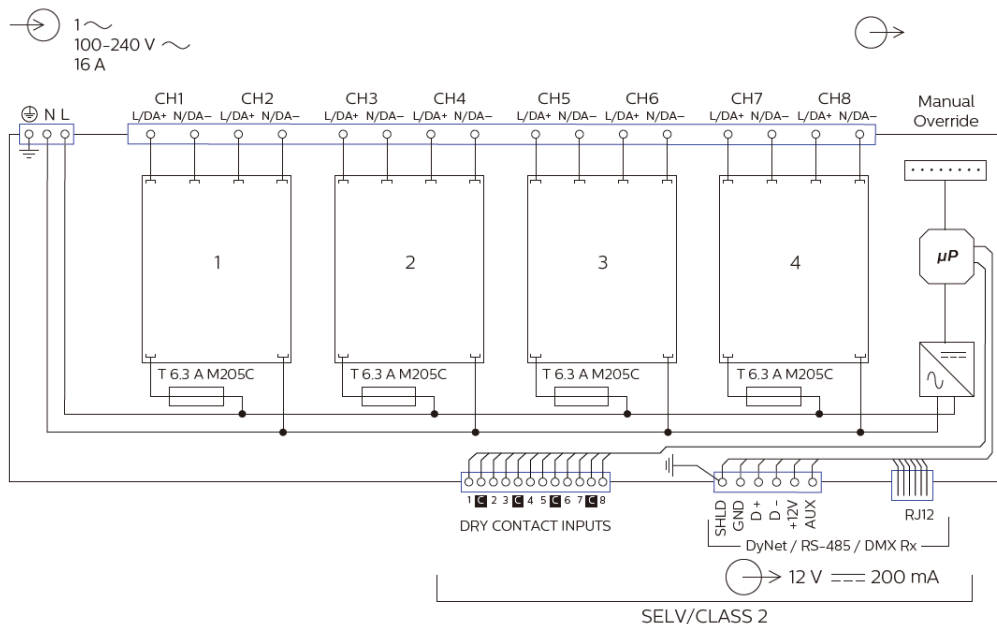 1 ~
100-240 V ~
16 A
CH1 CH2 CH3 CH4 CH5 CH6 CH7 CH8
Manual
Override
N L
L/DA+ N/DA- L/DA+ N/DA- L/DA+ N/DA- L/DA+ N/DA- L/DA+ N/DA- L/DA+ N/DA- L/DA+ N/DA- L/DA+ N/DA-
1 2 3 4
µP
T 6.3 A M205C T 6.3 A M205C T 6.3 A M205C T 6.3 A M205C
1 C 2 3 C 4 5 C 6 7 C 8
DRY CONTACT INPUTS
SHLD
GND
D +
D -
+12V
AUX
RJ12
DyNet / RS-485 / DMX Rx
12 V ⎓ 200 mA
SELV/CLASS 2